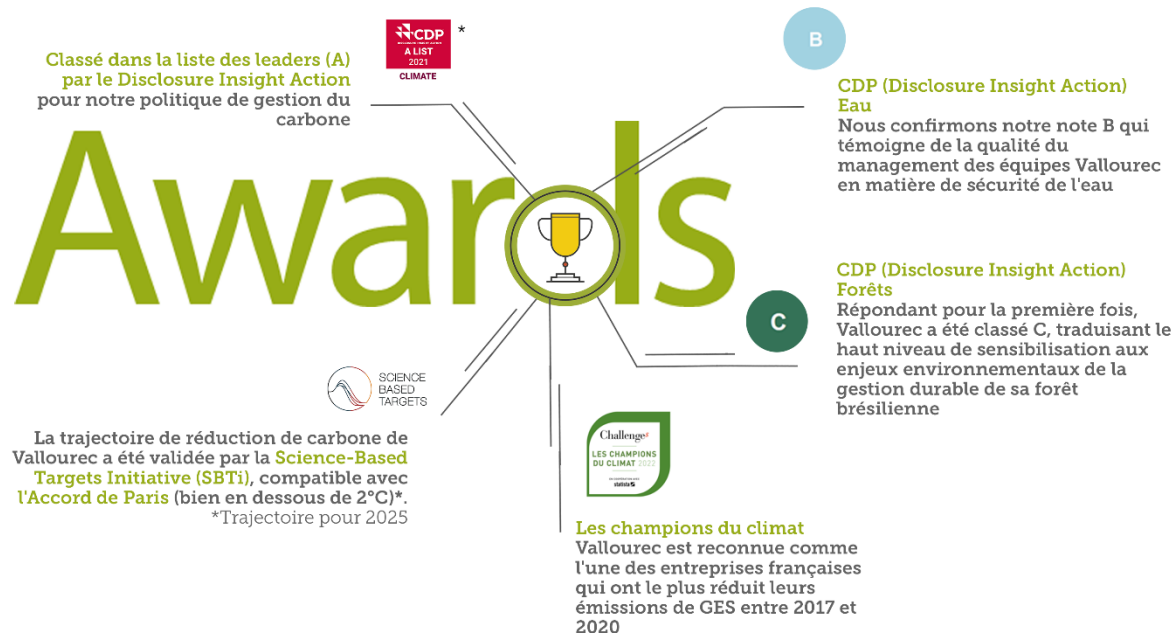 CDP
A LIST
2021
CLIMATE
*
Classé dans la liste des leaders (A)
par le Disclosure Insight Action
pour notre politique de gestion du
carbone
B
CDP (Disclosure Insight Action)
Eau
Nous confirmons notre note B qui
témoigne de la qualité du
management des équipes Vallourec
en matière de sécurité de l'eau
Awards
CDP (Disclosure Insight Action)
Forêts
Répondant pour la première fois,
Vallourec a été classé C, traduisant le
haut niveau de sensibilisation aux
enjeux environnementaux de la
gestion durable de sa forêt
brésilienne
C
SCIENCE
BASED
TARGETS
La trajectoire de réduction de carbone de
Vallourec a été validée par la Science-Based
Targets Initiative (SBTi), compatible avec
l'Accord de Paris (bien en dessous de 2°C)*.
*Trajectoire pour 2025
Challenges
LES CHAMPIONS
DU CLIMAT 2022
statista
Les champions du climat
Vallourec est reconnue comme
l'une des entreprises françaises
qui ont le plus réduit leurs
émissions de GES entre 2017 et
2020